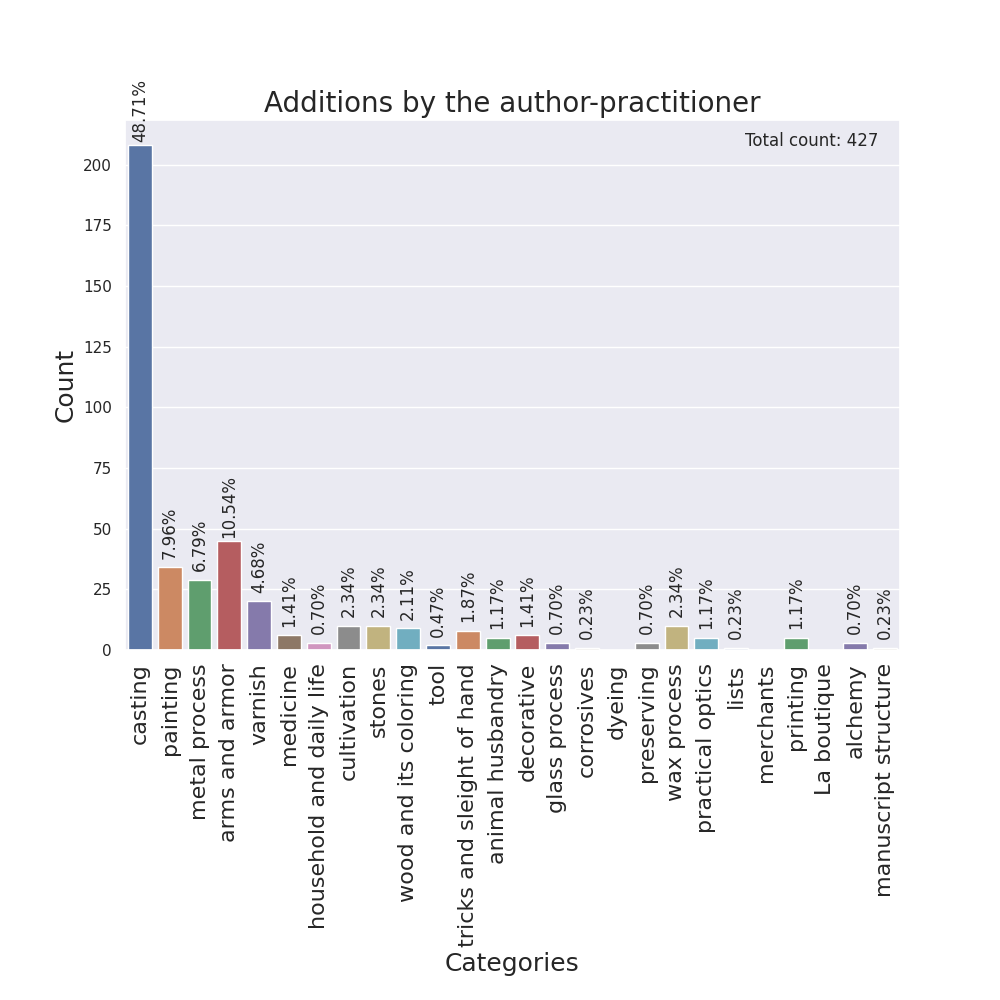 Additions by the author-practitioner
Total count: 427
Count
200
175
150
125
100
75
50
25
0
48.71%
7.96%
6.79%
10.54%
4.68%
1.41%
0.70%
2.34%
2.34%
2.11%
0.47%
1.87%
1.17%
1.41%
0.70%
0.23%
0.70%
2.34%
1.17%
0.23%
1.17%
0.70%
0.23%
casting
painting
metal process
arms and armor
varnish
medicine
household and daily life
cultivation
stones
wood and its coloring
tool
tricks and sleight of hand
animal husbandry
decorative
glass process
corrosives
dyeing
preserving
wax process
practical optics
lists
merchants
printing
La boutique
alchemy
manuscript structure
Categories